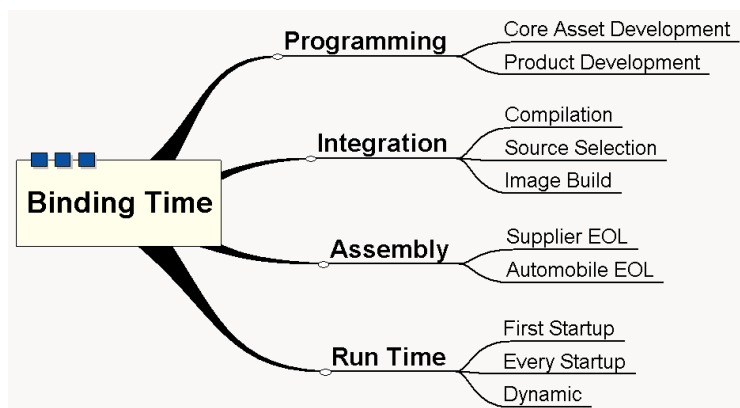 Binding Time
Programming
Core Asset Development
Product Development
Integration
Compilation
Source Selection
Image Build
Assembly
Supplier EOL
Automobile EOL
Run Time
First Startup
Every Startup
Dynamic